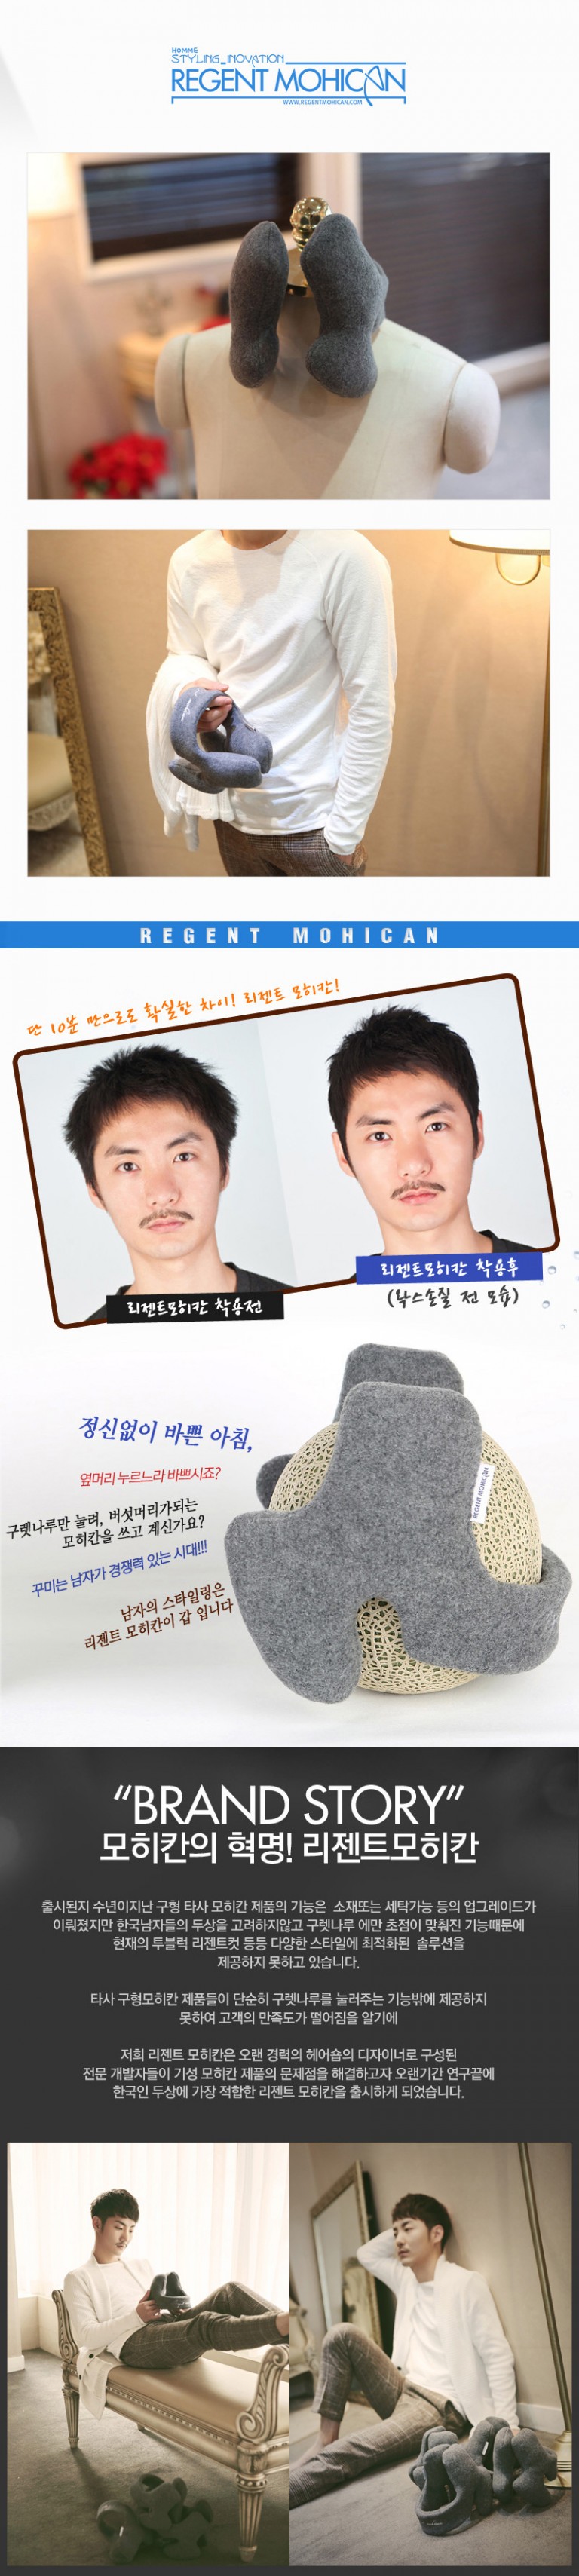 HOMME
STYLING_INOVATION
REGENT MOHICAN
WWW.REGENTMOHICAN.COM
REGENT MOHICAN
단 10분 만으로도 확실한 차이! 리젠트 모히칸!
리젠트모히칸 착용전
리젠트모히칸 착용후
(왁스손질 전 모습)
정신없이 바쁜 아침,
옆머리 누르느라 바쁘시죠?
구렛나루만 눌려, 버섯머리가되는
모히칸을 쓰고 계신가요?
꾸미는 남자가 경쟁력 있는 시대!!!
남자의 스타일링은
리젠트 모히칸이 갑 입니다
REGENT MOHICAN
“BRAND STORY”
모히칸의 혁명! 리젠트모히칸
출시된지 수년이지난 구형 타사 모히칸 제품의 기능은 소재또는 세탁가능 등의 업그레이드가
이뤄졌지만 한국남자들의 두상을 고려하지않고 구렛나루 에만 초점이 맞춰진 기능때문에
현재의 투블럭 리젠트컷 등등 다양한 스타일에 최적화된 솔루션을
제공하지 못하고 있습니다.
타사 구형모히칸 제품들이 단순히 구렛나루를 눌러주는 기능밖에 제공하지
못하여 고객의 만족도가 떨어짐을 알기에
저희 리젠트 모히칸은 오랜 경력의 헤어숍의 디자이너로 구성된
전문 개발자들이 기성 모히칸 제품의 문제점을 해결하고자 오랜기간 연구끝에
한국인 두상에 가장 적합한 리젠트 모히칸을 출시하게 되었습니다.